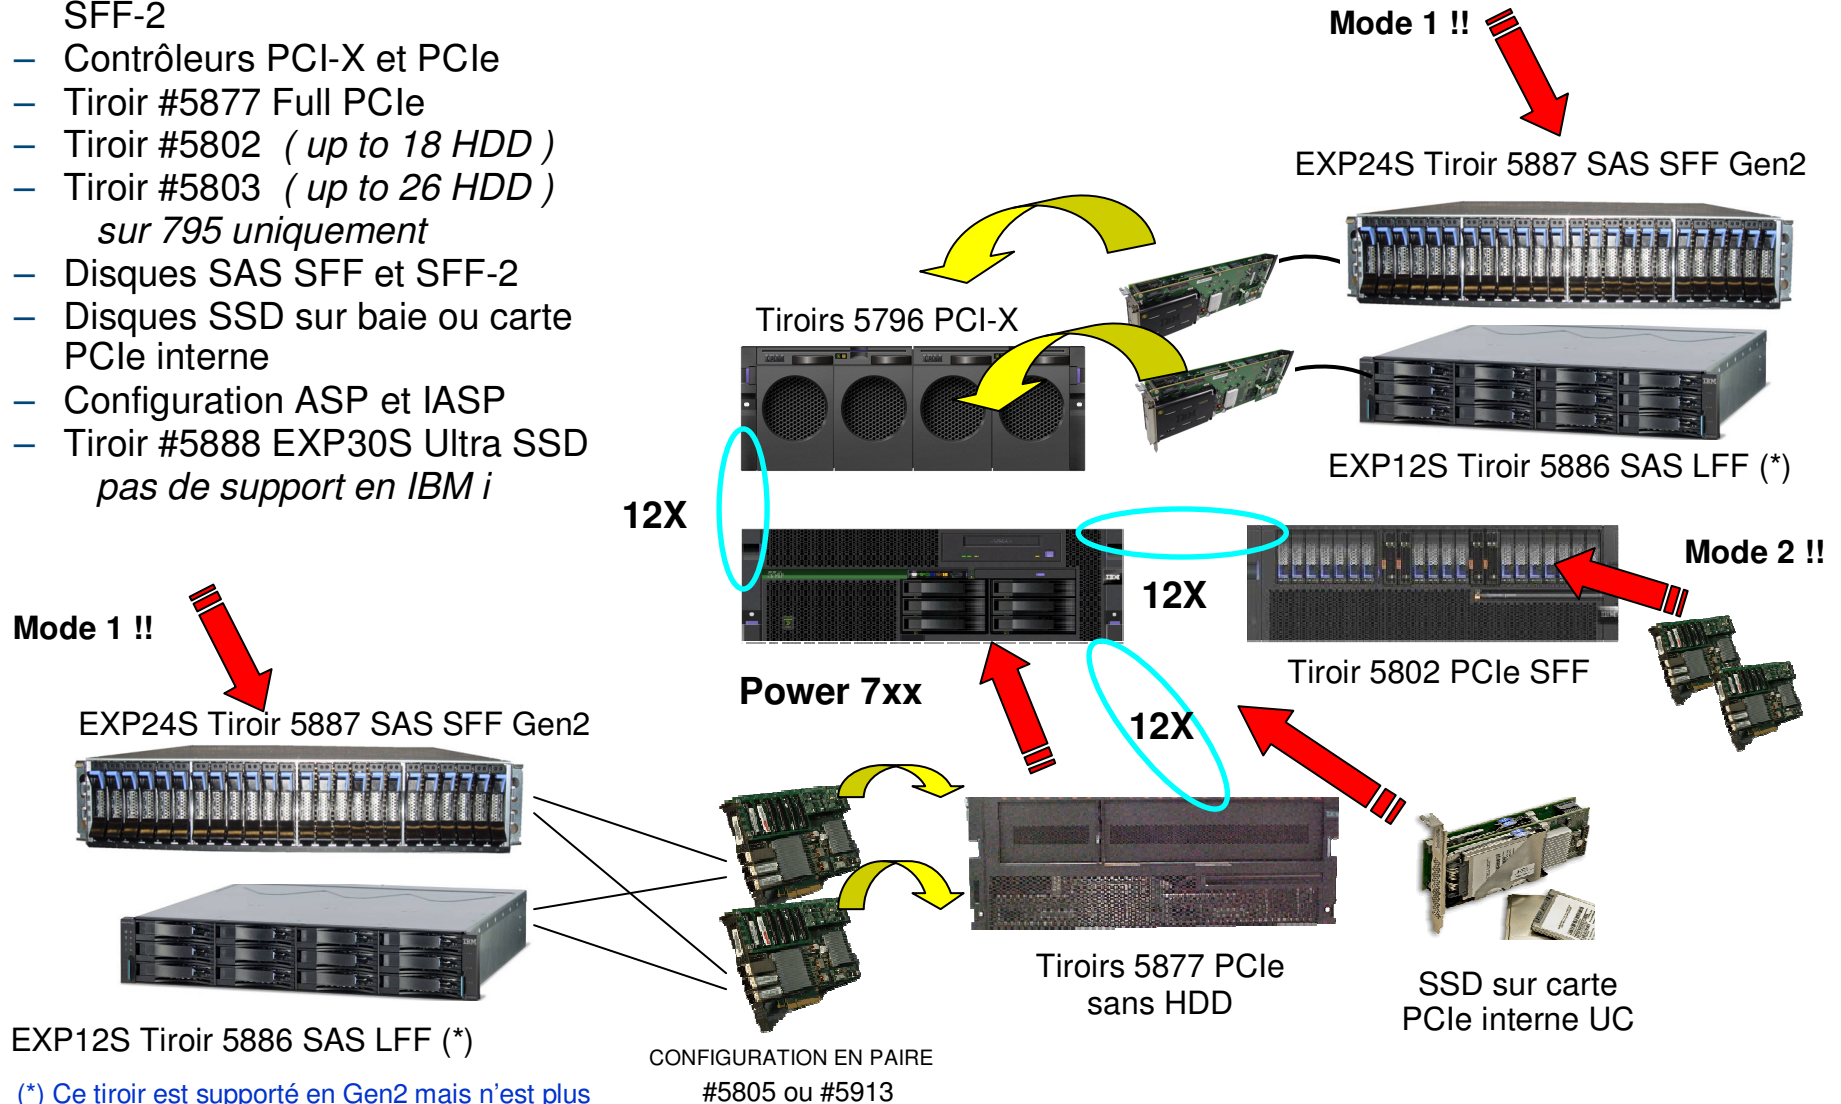 SFF-2
– Contrôleurs PCI-X et PCIe
– Tiroir #5877 Full PCIe
– Tiroir #5802 ( up to 18 HDD )
– Tiroir #5803 ( up to 26 HDD )
sur 795 uniquement
– Disques SAS SFF et SFF-2
– Disques SSD sur baie ou carte
PCIe interne
– Configuration ASP et IASP
– Tiroir #5888 EXP30S Ultra SSD
pas de support en IBM i
Mode 1 !!
EXP24S Tiroir 5887 SAS SFF Gen2
Tiroirs 5796 PCI-X
EXP12S Tiroir 5886 SAS LFF (*)
12X
12X
Mode 2 !!
Tiroir 5802 PCIe SFF
Power 7xx
12X
Mode 1 !!
EXP24S Tiroir 5887 SAS SFF Gen2
EXP12S Tiroir 5886 SAS LFF (*)
Tiroirs 5877 PCIe
sans HDD
SSD sur carte
PCIe interne UC
CONFIGURATION EN PAIRE
#5805 ou #5913
(*) Ce tiroir est supporté en Gen2 mais n'est plus